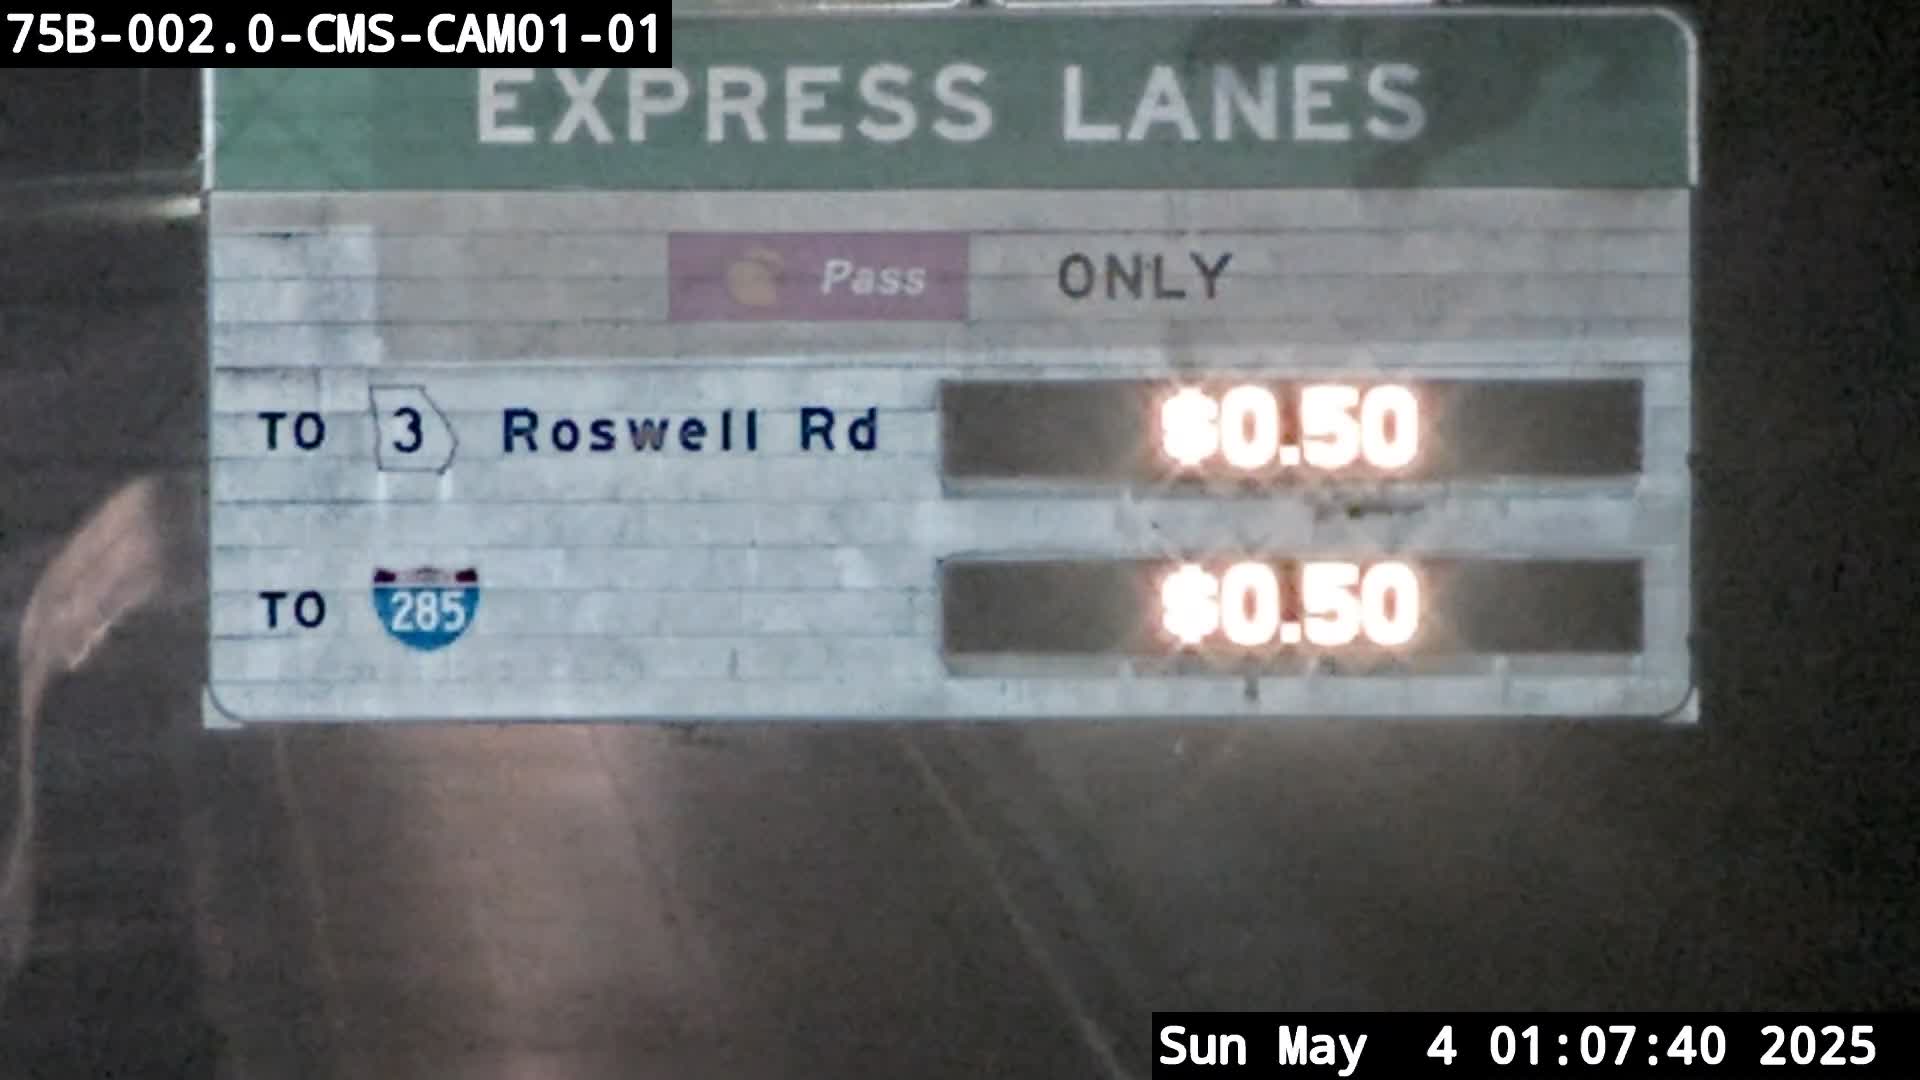 75B-002.0-CMS-CAM01-01
EXPRESS LANES
Pass ONLY
TO 3 Roswell Rd $0.50
TO 285 $0.50
Sun May 4 01:07:40 2025